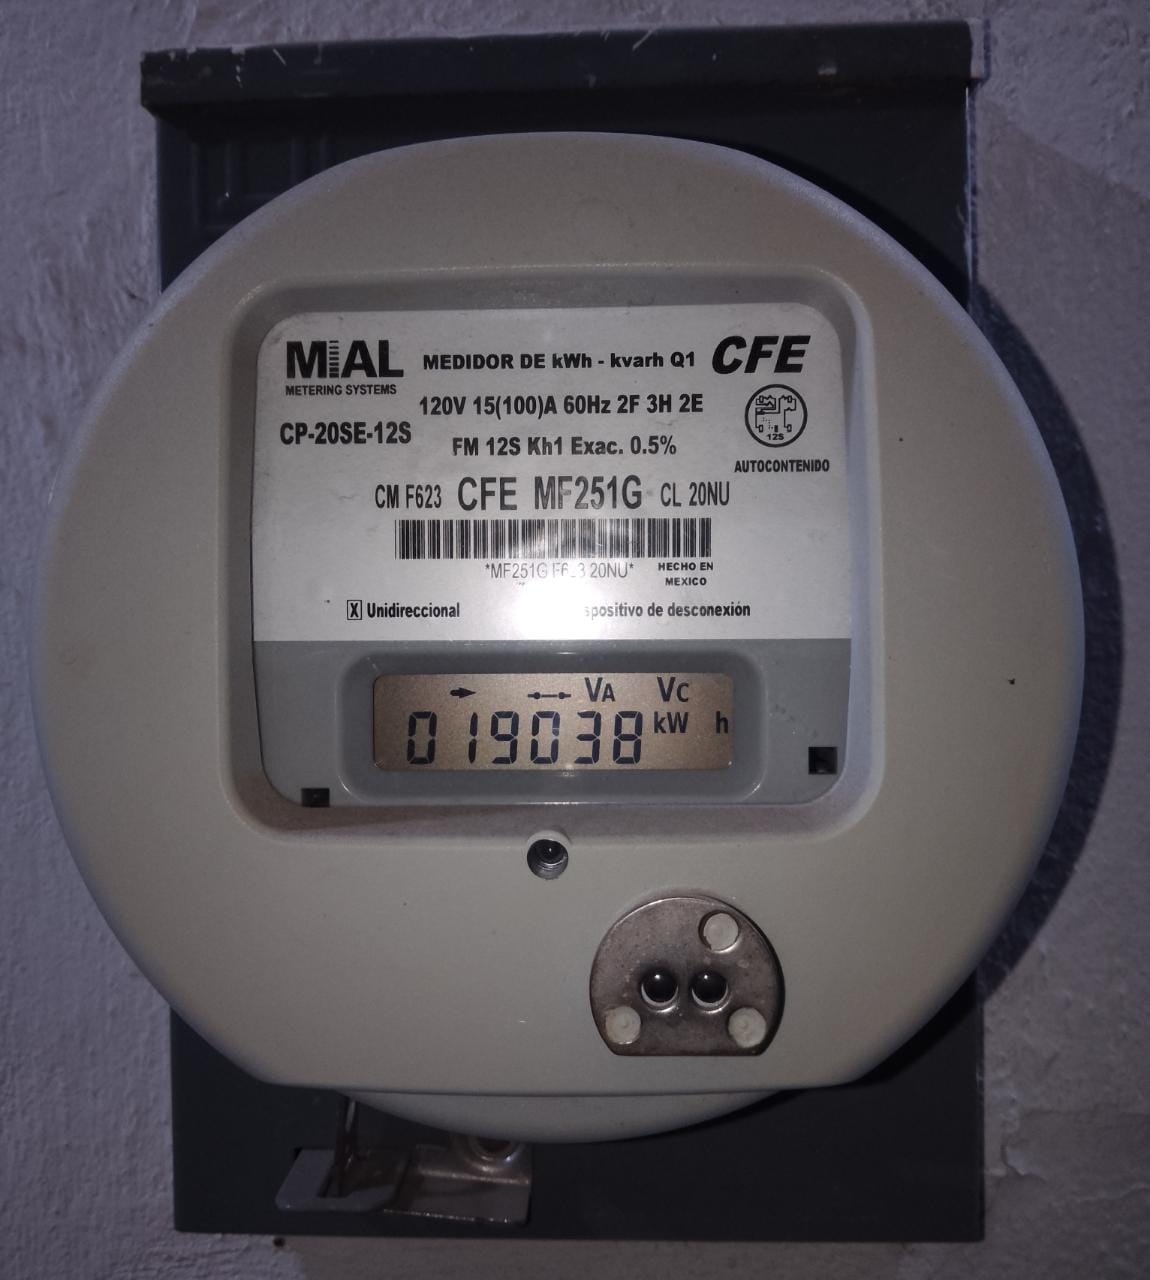 MIAL
METERING SYSTEMS
MEDIDOR DE kWh - kvarh Q1
CFE
120V 15(100)A 60Hz 2F 3H 2E
CP-20SE-12S
FM 12S Kh1 Exac. 0.5%
12S
AUTOCONTENIDO
CM F623 CFE MF251G CL 20NU
20NU*
HECHO EN
MEXICO
X Unidireccional
de desconexión
VA VC
019038 kW h